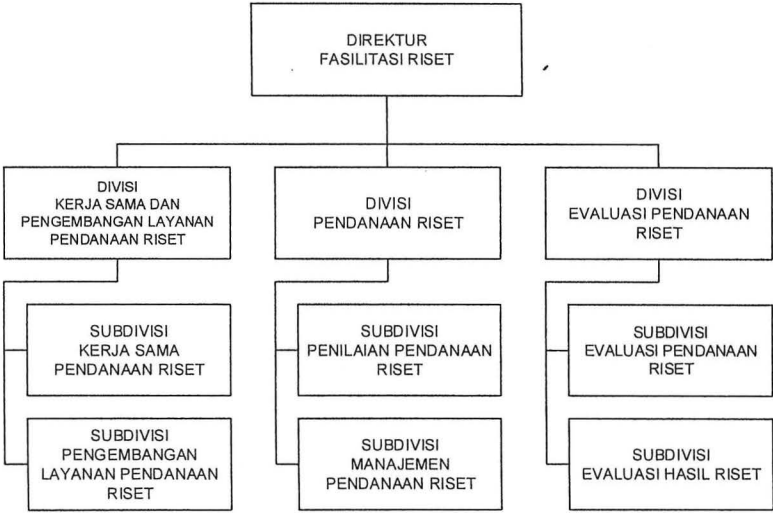 DIREKTUR
FASILITASI RISET
DIVISI
KERJA SAMA DAN
PENGEMBANGAN LAYANAN
PENDANAAN RISET
DIVISI
PENDANAAN RISET
DIVISI
EVALUASI PENDANAAN
RISET
SUBDIVISI
KERJA SAMA
PENDANAAN RISET
SUBDIVISI
PENILAIAN PENDANAAN
RISET
SUBDIVISI
EVALUASI PENDANAAN
RISET
SUBDIVISI
PENGEMBANGAN
LAYANAN PENDANAAN
RISET
SUBDIVISI
MANAJEMEN
PENDANAAN RISET
SUBDIVISI
EVALUASI HASIL RISET